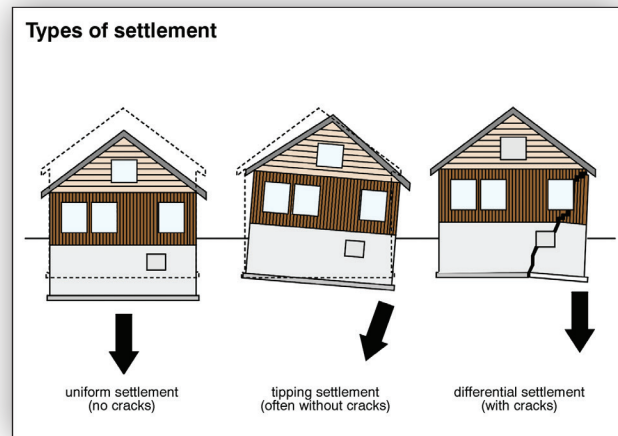 Types of settlement
uniform settlement
(no cracks)
tipping settlement
(often without cracks)
differential settlement
(with cracks)